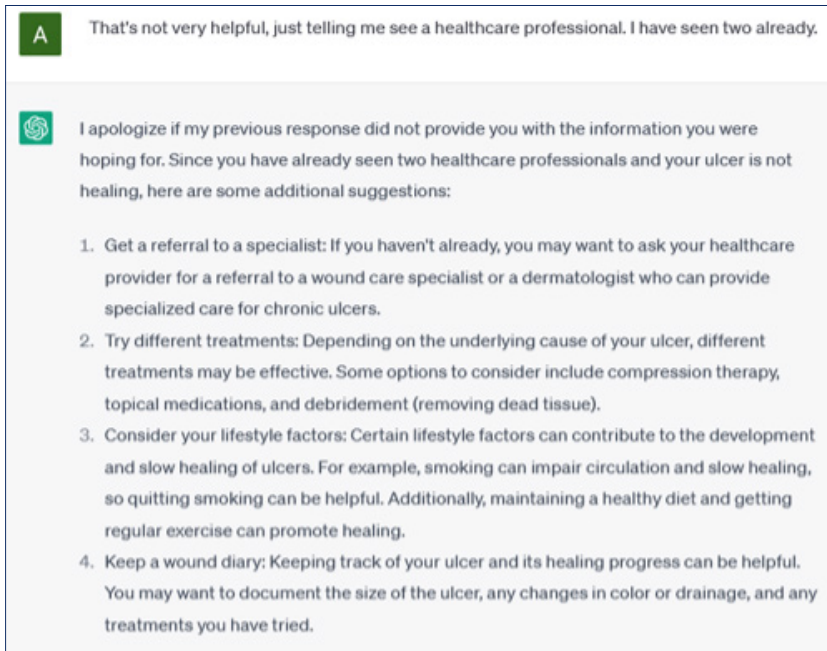 A
That's not very helpful, just telling me see a healthcare professional. I have seen two already.
I apologize if my previous response did not provide you with the information you were
hoping for. Since you have already seen two healthcare professionals and your ulcer is not
healing, here are some additional suggestions:
1. Get a referral to a specialist: If you haven't already, you may want to ask your healthcare
provider for a referral to a wound care specialist or a dermatologist who can provide
specialized care for chronic ulcers.
2. Try different treatments: Depending on the underlying cause of your ulcer, different
treatments may be effective. Some options to consider include compression therapy,
topical medications, and debridement (removing dead tissue).
3. Consider your lifestyle factors: Certain lifestyle factors can contribute to the development
and slow healing of ulcers. For example, smoking can impair circulation and slow healing,
so quitting smoking can be helpful. Additionally, maintaining a healthy diet and getting
regular exercise can promote healing.
4. Keep a wound diary: Keeping track of your ulcer and its healing progress can be helpful.
You may want to document the size of the ulcer, any changes in color or drainage, and any
treatments you have tried.